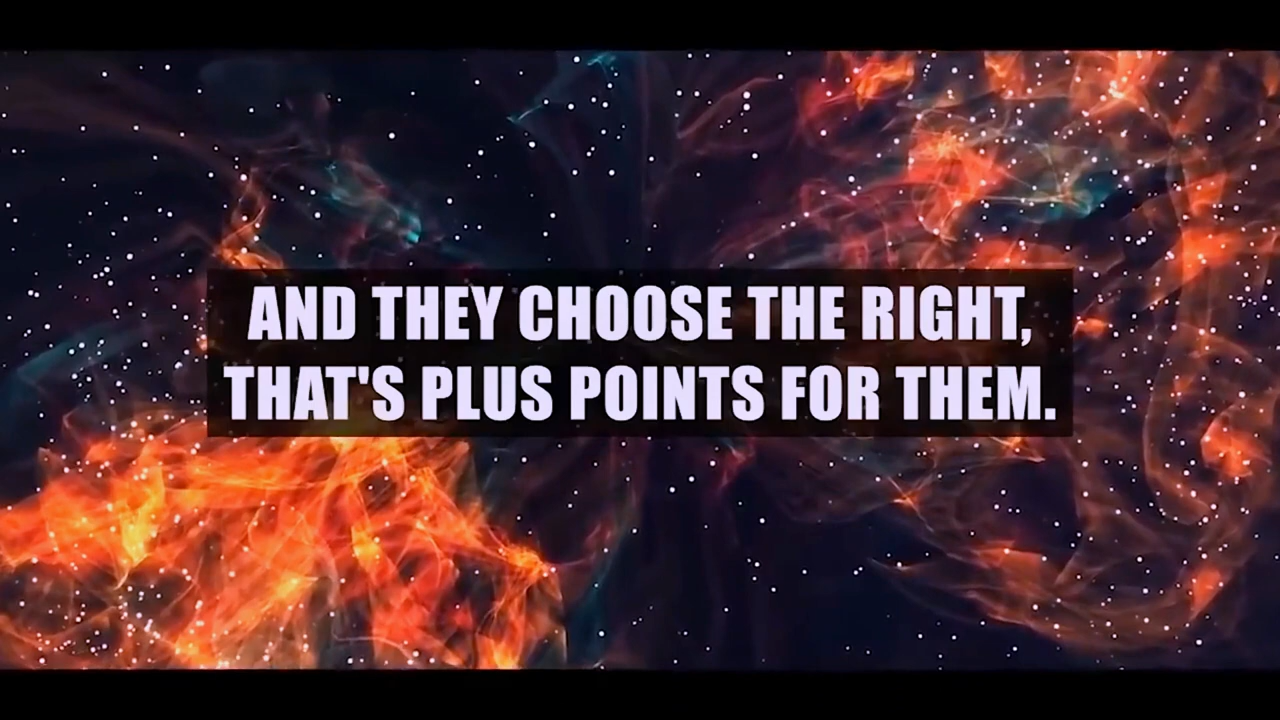 AND THEY CHOOSE THE RIGHT,
THAT'S PLUS POINTS FOR THEM.